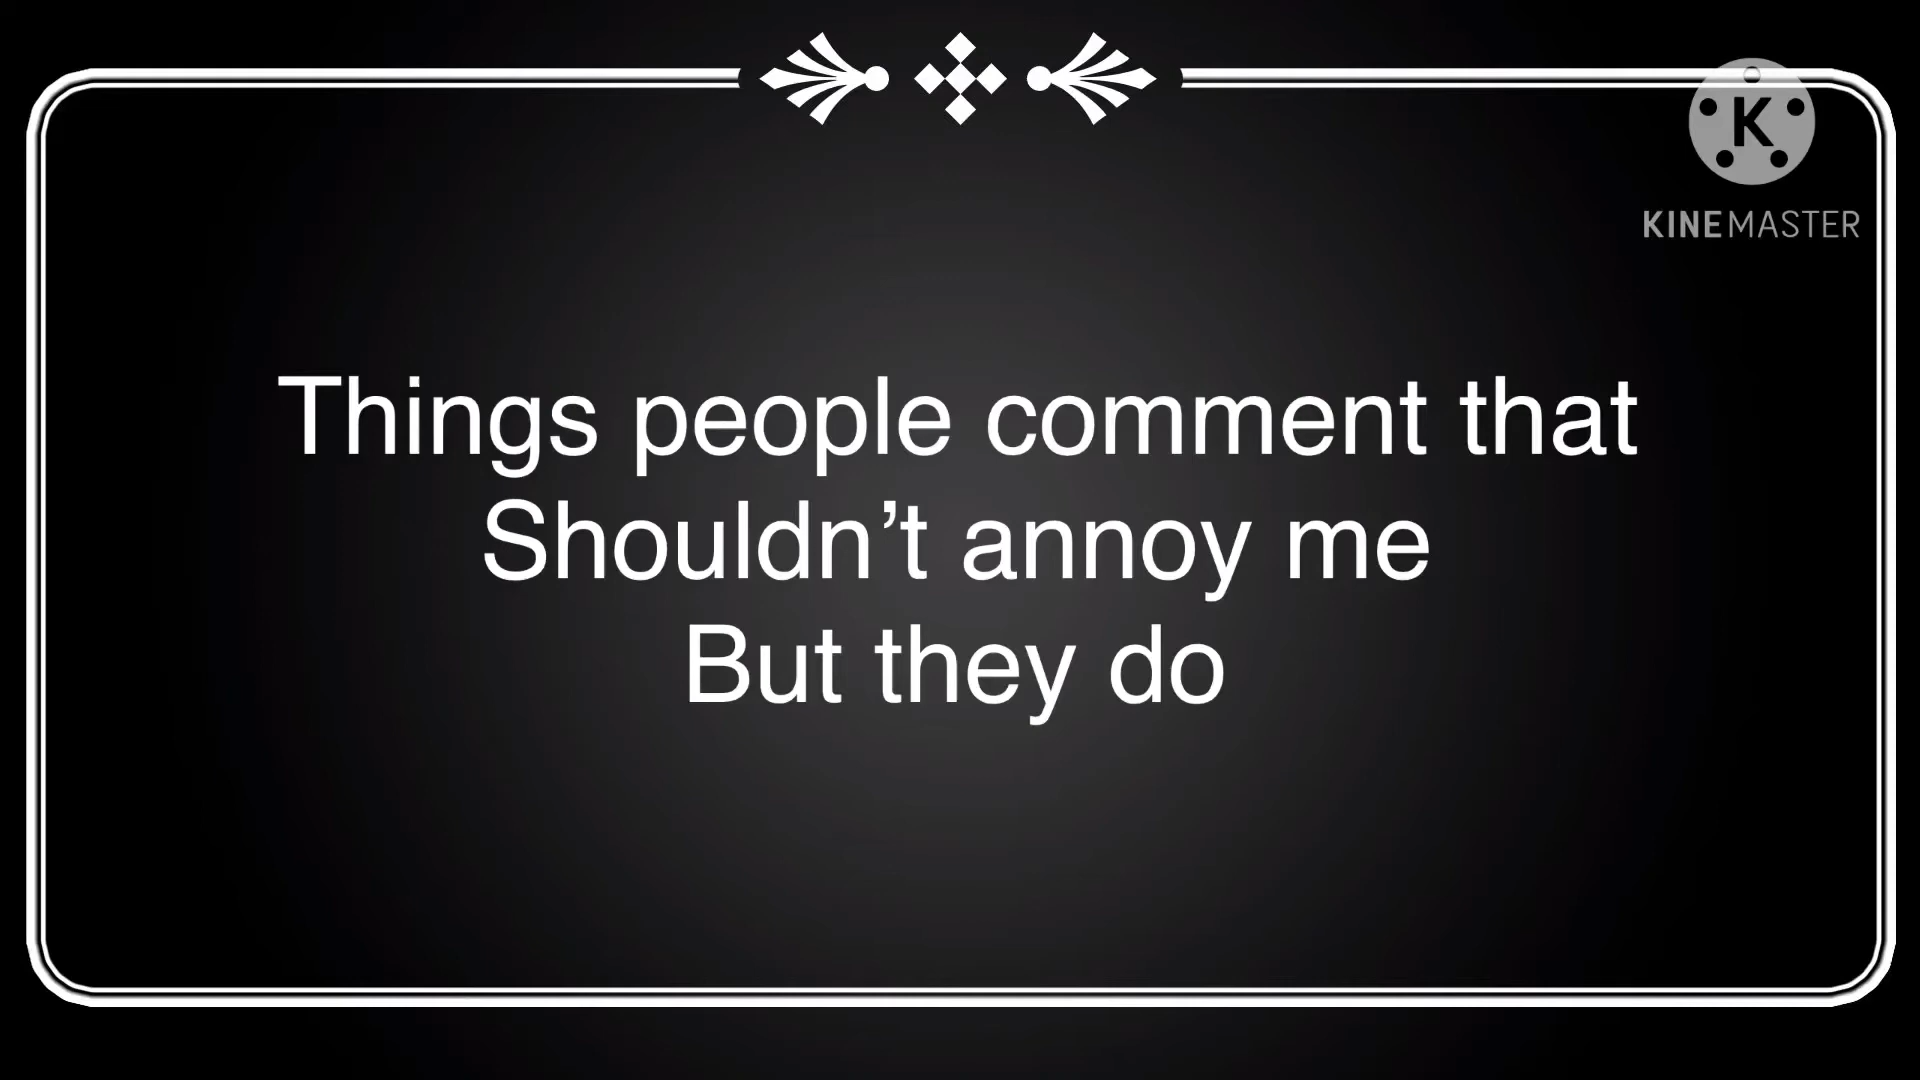 K
KINEMASTER
Things people comment that
Shouldn’t annoy me
But they do